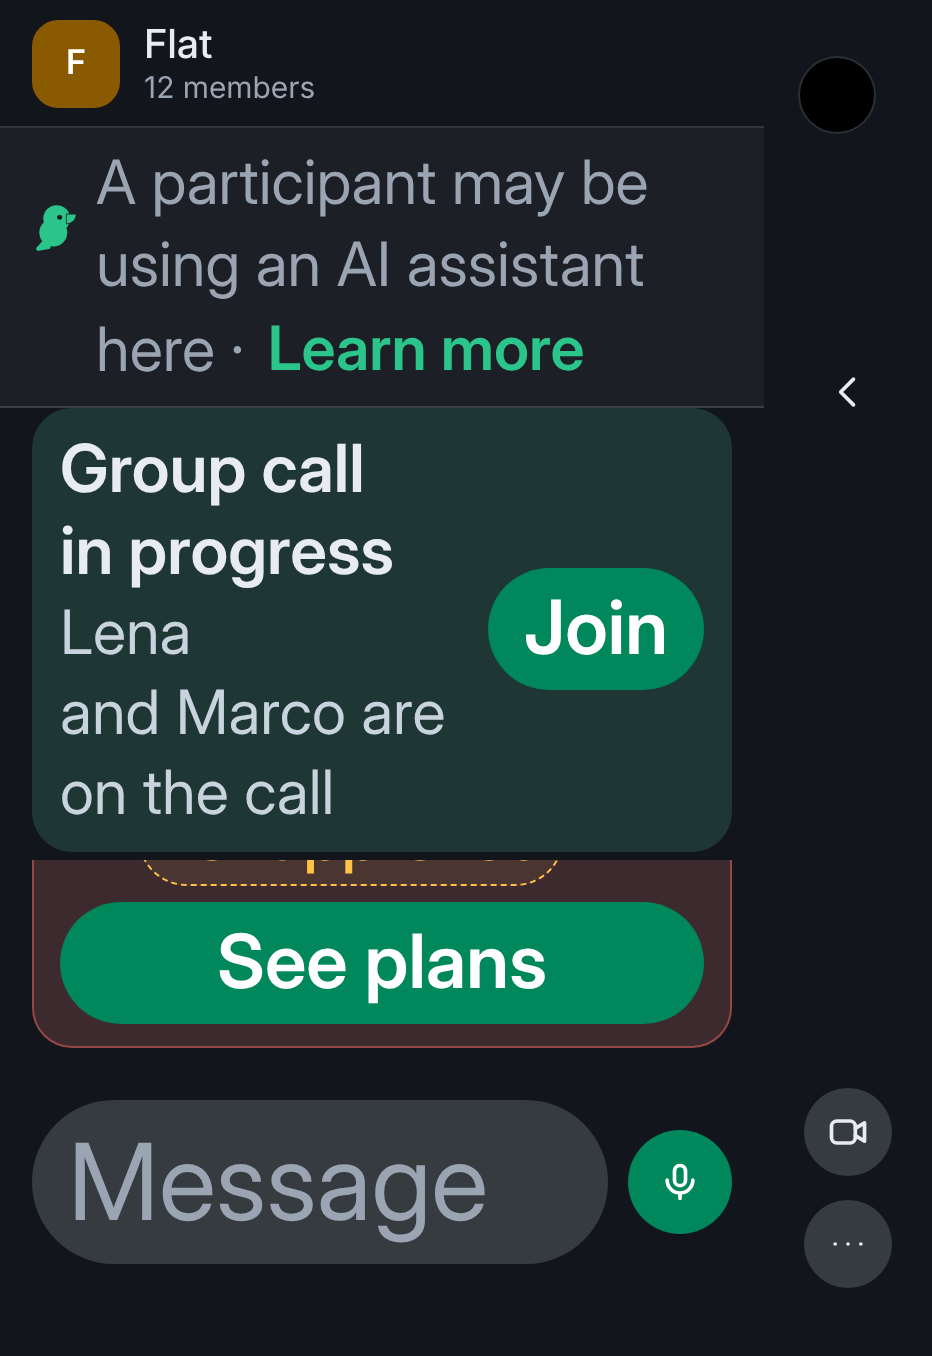 F
Flat
12 members
A participant may be
using an AI assistant
here · Learn more
Group call
in progress
Lena
and Marco are
on the call
Join
See plans
Message